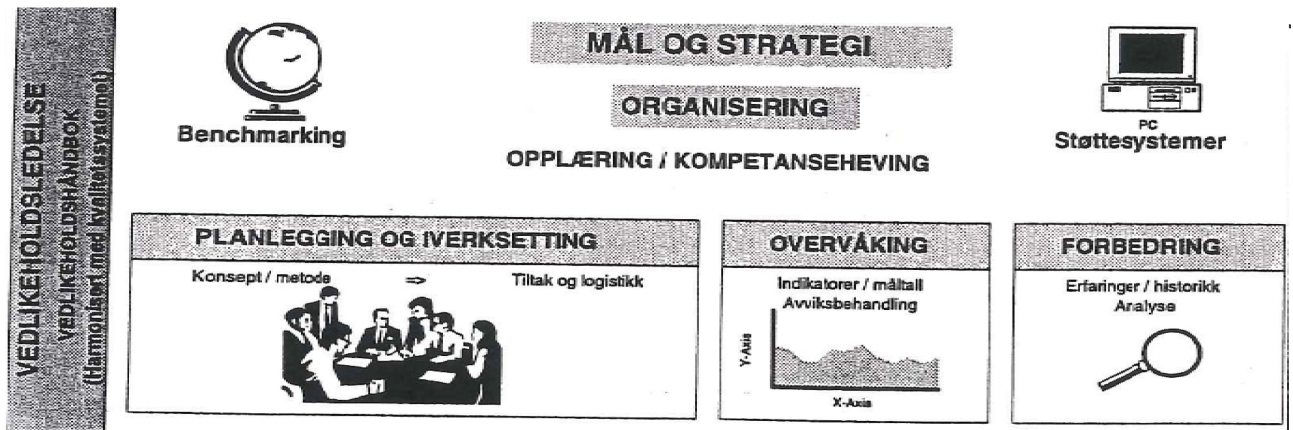 VEDLIKEHOLDSLEDELSE
VEDLIKEHOLDSHÅNDBOK
(Harmonisert med kvalitetssystemet)
Benchmarking
MÅL OG STRATEGI
ORGANISERING
OPPLÆRING / KOMPETANSEHEVING
PC
Støttesystemer
PLANLEGGING OG IVERKSETTING
Konsept / metode => Tiltak og logistikk
OVERVÅKING
Indikatorer / måltall
Avviksbehandling
Y-Axis
X-Axis
FORBEDRING
Erfaringer / historikk
Analyse